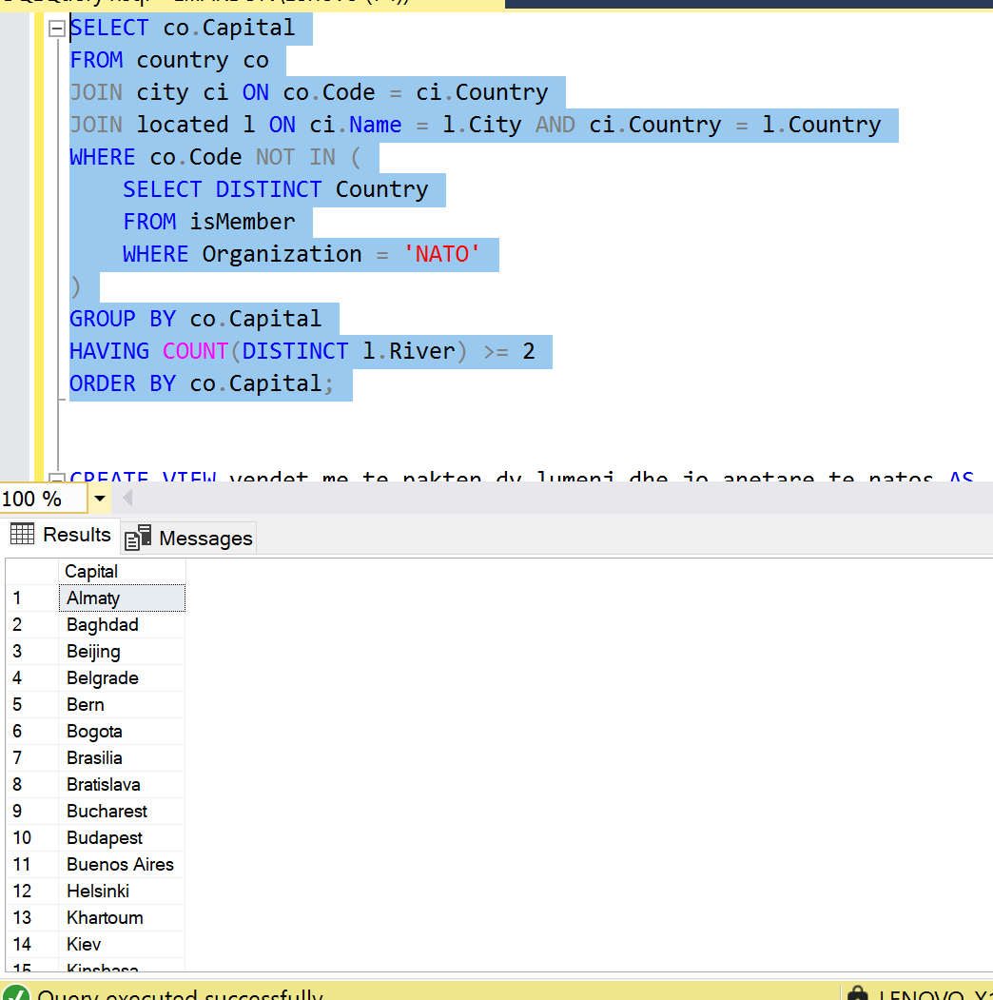 SELECT co.Capital
FROM country co
JOIN city ci ON co.Code = ci.Country
JOIN located l ON ci.Name = l.City AND ci.Country = l.Country
WHERE co.Code NOT IN (
SELECT DISTINCT Country
FROM isMember
WHERE Organization = 'NATO'
)
GROUP BY co.Capital
HAVING COUNT(DISTINCT l.River) >= 2
ORDER BY co.Capital;
CREATE VIEW vendet_me_te_pakten_dy_lumenj_dhe_jo_anetare_te_natos AS
100 %
Results Messages
Capital
1 Almaty
2 Baghdad
3 Beijing
4 Belgrade
5 Bern
6 Bogota
7 Brasilia
8 Bratislava
9 Bucharest
10 Budapest
11 Buenos Aires
12 Helsinki
13 Khartoum
14 Kiev
15 Kinshasa
Query executed successfully